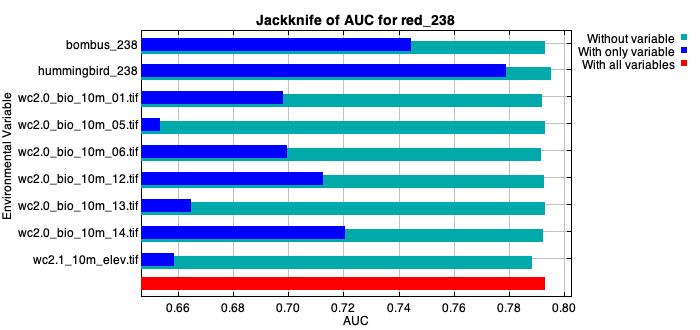 Jackknife of AUC for red_238
Without variable
With only variable
With all variables
Environmental Variable
bombus_238
hummingbird_238
wc2.0_bio_10m_01.tif
wc2.0_bio_10m_05.tif
wc2.0_bio_10m_06.tif
wc2.0_bio_10m_12.tif
wc2.0_bio_10m_13.tif
wc2.0_bio_10m_14.tif
wc2.1_10m_elev.tif
0.66 0.68 0.70 0.72 0.74 0.76 0.78 0.80
AUC